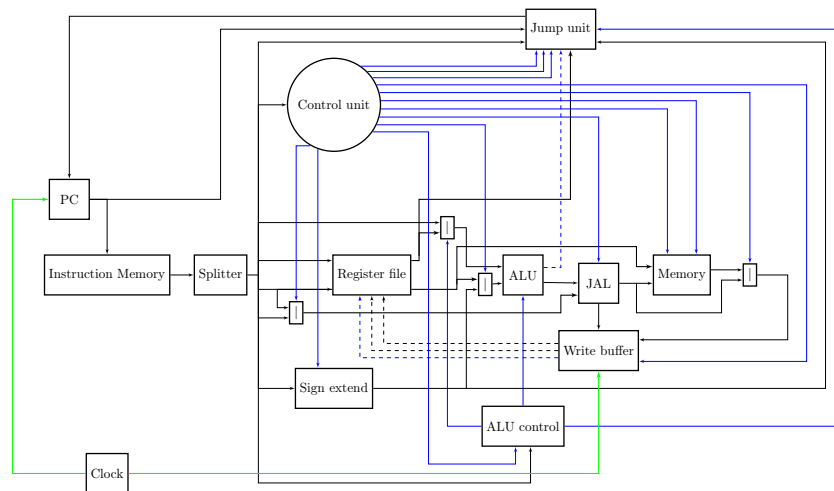 Jump unit
Control unit
PC
|
Instruction Memory
Splitter
Register file
|
ALU
JAL
Memory
|
|
Write buffer
Sign extend
ALU control
Clock